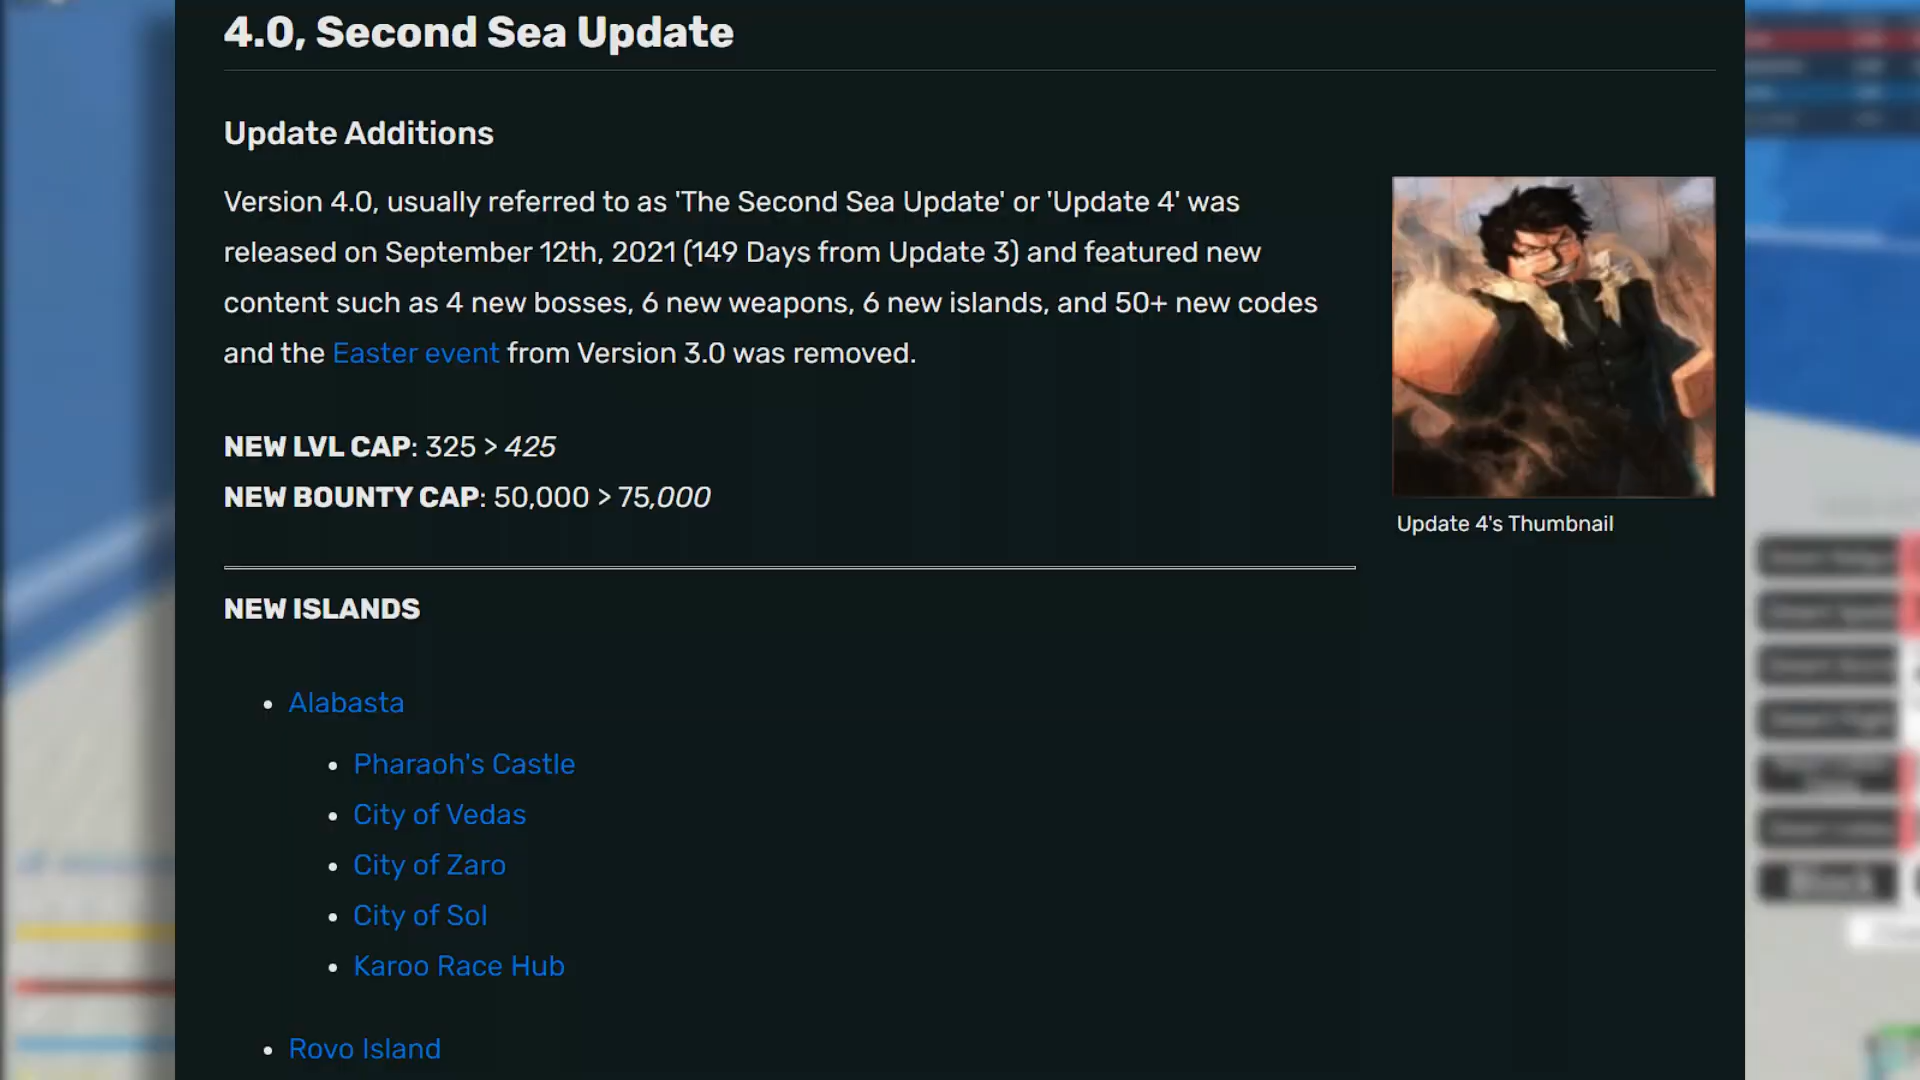 4.0, Second Sea Update
Update Additions
Version 4.0, usually referred to as 'The Second Sea Update' or 'Update 4' was
released on September 12th, 2021 (149 Days from Update 3) and featured new
content such as 4 new bosses, 6 new weapons, 6 new islands, and 50+ new codes
and the Easter event from Version 3.0 was removed.
NEW LVL CAP: 325 > 425
NEW BOUNTY CAP: 50,000 > 75,000
Update 4's Thumbnail
NEW ISLANDS
• Alabasta
• Pharaoh's Castle
• City of Vedas
• City of Zaro
• City of Sol
• Karoo Race Hub
• Rovo Island
Block